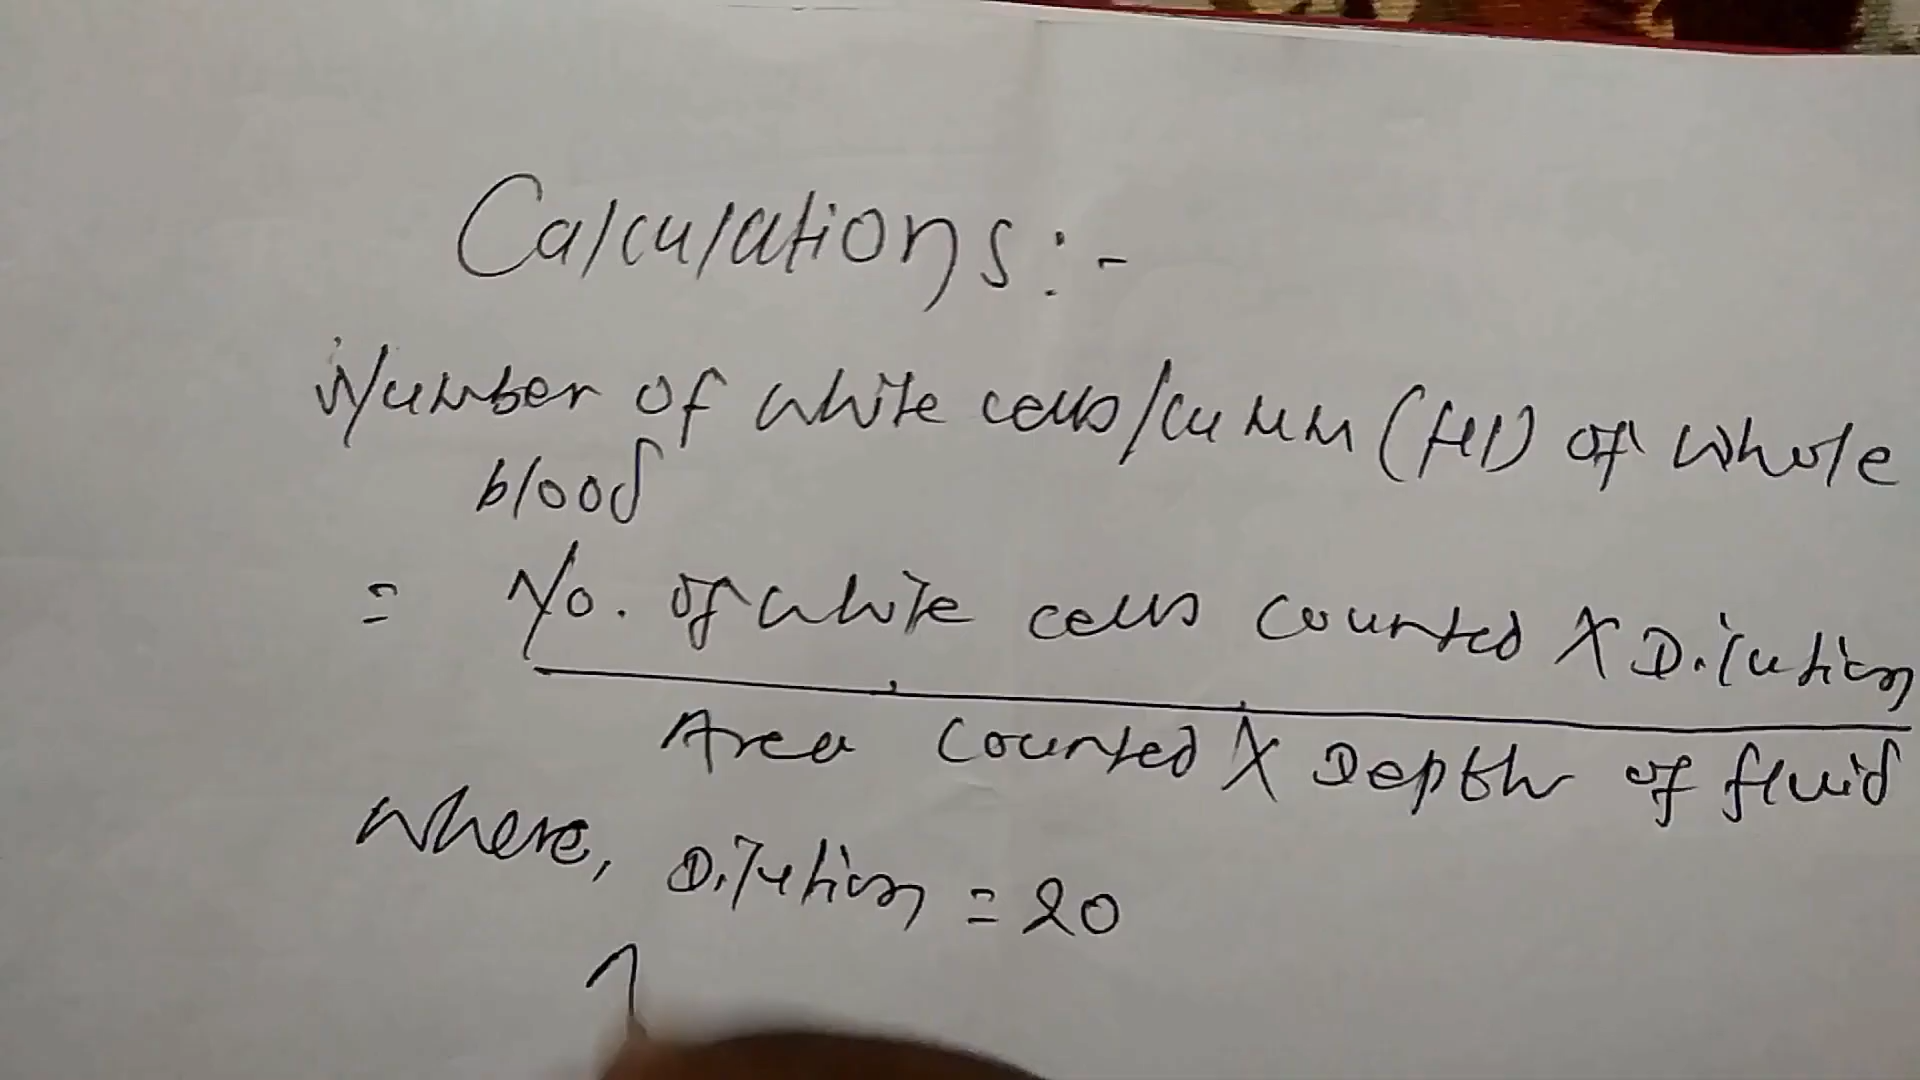 Calculations:-
Number of white cells/cu mm (µl) of whole
blood
= No. of white cells counted X Dilution
Area counted X Depth of fluid
where, Dilution = 20